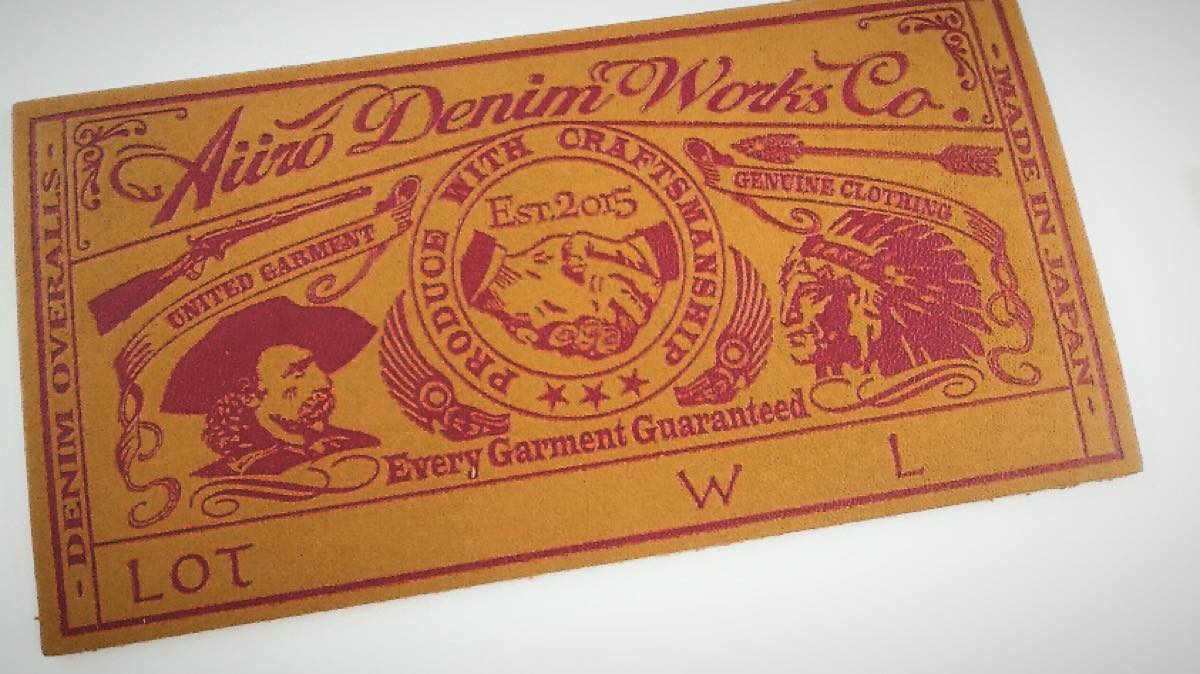 Aiiro Denim Works Co.
- DENIM OVERALLS -
- MADE IN JAPAN -
UNITED GARMENT
PRODUCE WITH CRAFTSMANSHIP
EST. 2015
GENUINE CLOTHING
Every Garment Guaranteed
LOT W L